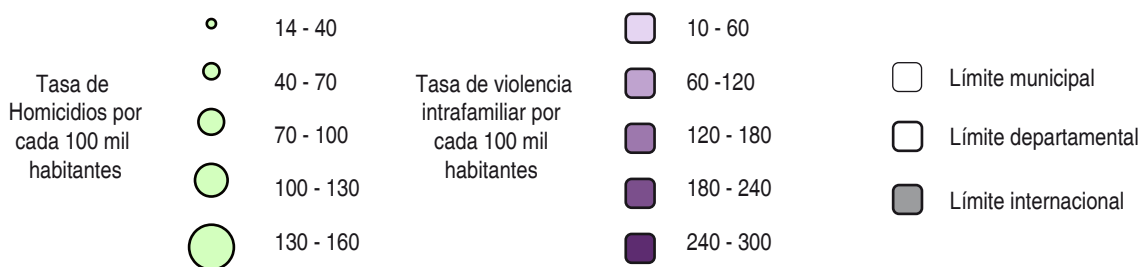 Tasa de
Homicidios por
cada 100 mil
habitantes
14 - 40
40 - 70
70 - 100
100 - 130
130 - 160
Tasa de violencia
intrafamiliar por
cada 100 mil
habitantes
10 - 60
60 -120
120 - 180
180 - 240
240 - 300
Límite municipal
Límite departamental
Límite internacional